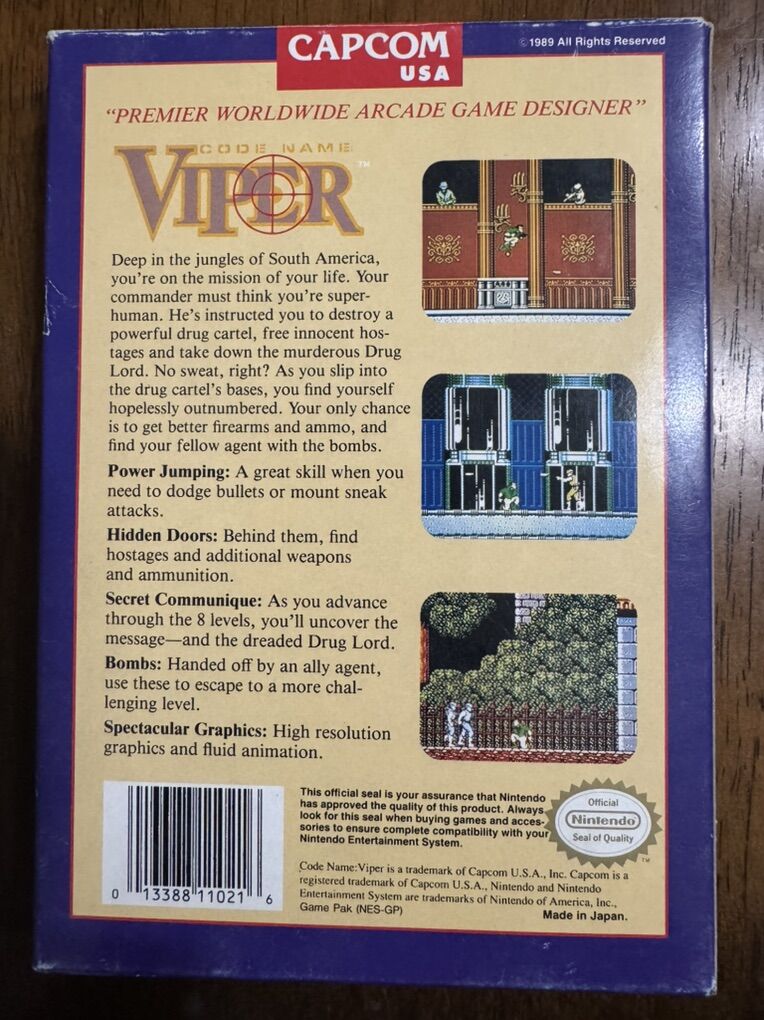 CAPCOM
USA
©1989 All Rights Reserved
“PREMIER WORLDWIDE ARCADE GAME DESIGNER”
CODE NAME
VIPER™
Deep in the jungles of South America,
you’re on the mission of your life. Your
commander must think you’re super-
human. He’s instructed you to destroy a
powerful drug cartel, free innocent hos-
tages and take down the murderous Drug
Lord. No sweat, right? As you slip into
the drug cartel’s bases, you find yourself
hopelessly outnumbered. Your only chance
is to get better firearms and ammo, and
find your fellow agent with the bombs.
Power Jumping: A great skill when you
need to dodge bullets or mount sneak
attacks.
Hidden Doors: Behind them, find
hostages and additional weapons
and ammunition.
Secret Communique: As you advance
through the 8 levels, you’ll uncover the
message—and the dreaded Drug Lord.
Bombs: Handed off by an ally agent,
use these to escape to a more chal-
lenging level.
Spectacular Graphics: High resolution
graphics and fluid animation.
0 13388 11021 6
This official seal is your assurance that Nintendo
has approved the quality of this product. Always
look for this seal when buying games and acces-
sories to ensure complete compatibility with your
Nintendo Entertainment System.
Official
Nintendo
Seal of Quality
TM
Code Name:Viper is a trademark of Capcom U.S.A., Inc. Capcom is a
registered trademark of Capcom U.S.A., Nintendo and Nintendo
Entertainment System are trademarks of Nintendo of America, Inc.,
Game Pak (NES-GP)
Made in Japan.